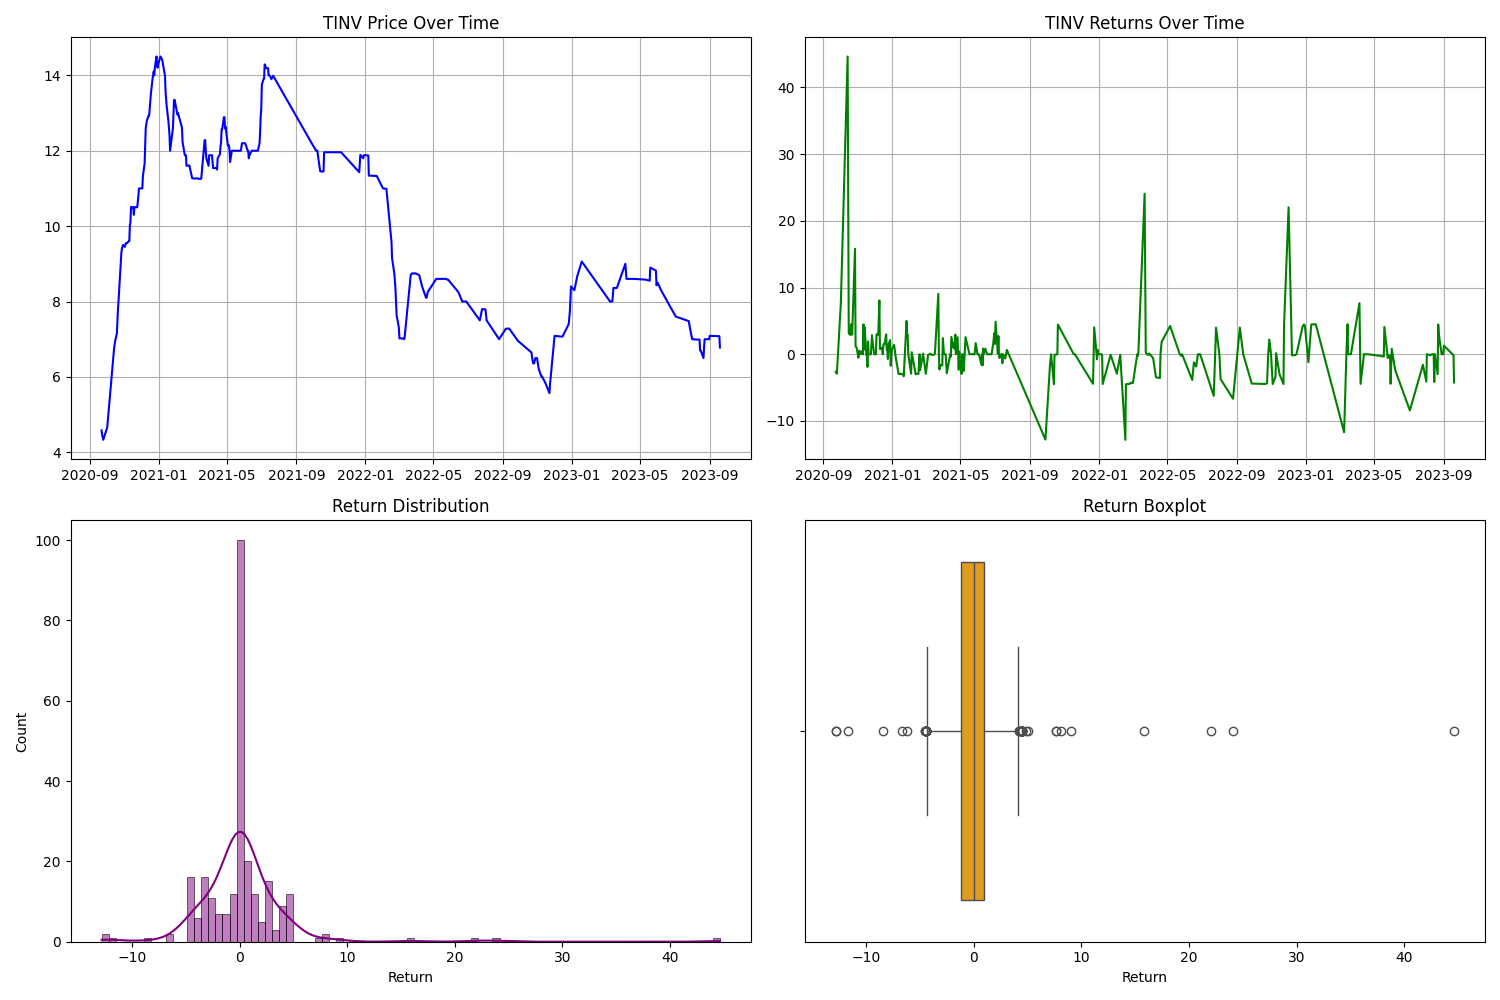 TINV Price Over Time
14
12
10
8
6
4
2020-09 2021-01 2021-05 2021-09 2022-01 2022-05 2022-09 2023-01 2023-05 2023-09
TINV Returns Over Time
40
30
20
10
0
−10
2020-09 2021-01 2021-05 2021-09 2022-01 2022-05 2022-09 2023-01 2023-05 2023-09
Return Distribution
Count
100
80
60
40
20
0
−10 0 10 20 30 40
Return
Return Boxplot
−10 0 10 20 30 40
Return